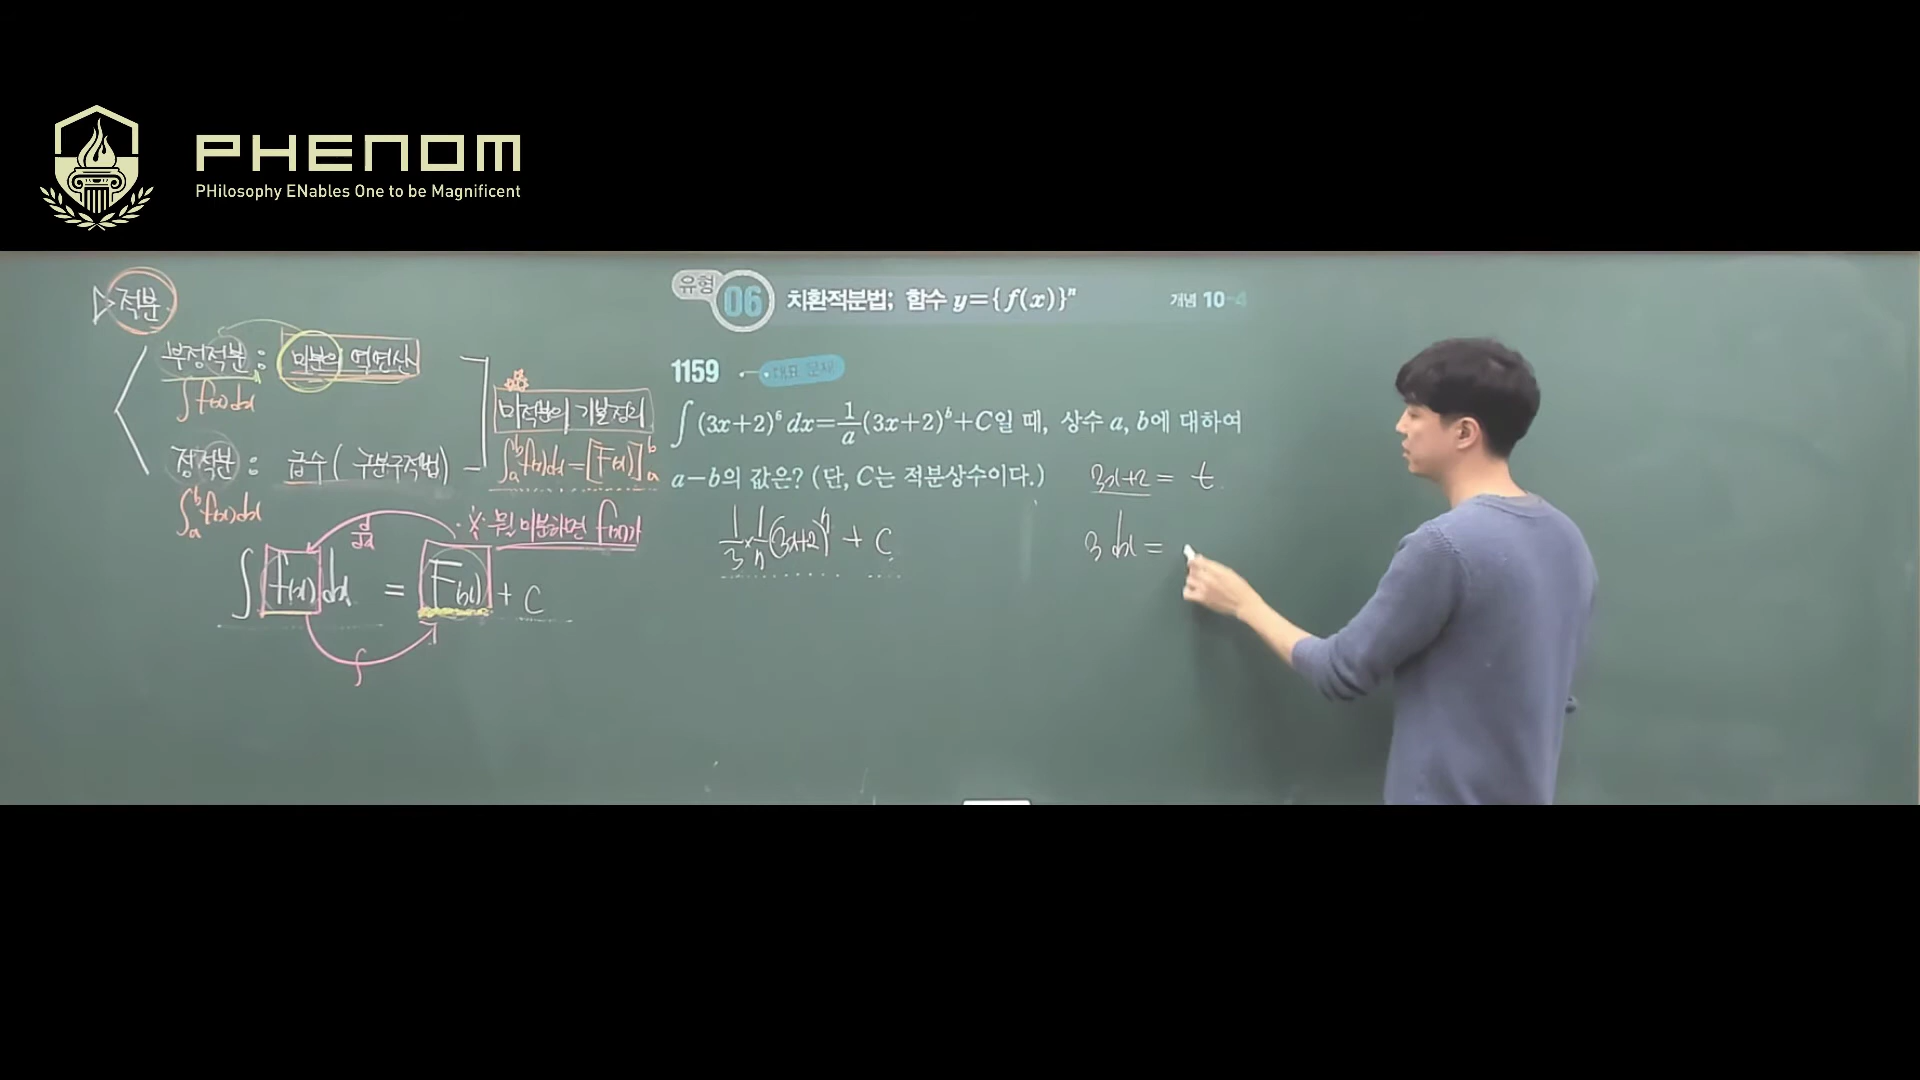 PHENOM
PHilosophy ENables One to be Magnificent
▷적분
부정적분 : 미분의 역연산
∫f(x)dx
정적분 : 급수 ( 구분구적법 )
∫ₐᵇf(x)dx
미적분의 기본정리
∫ₐᵇf(x)dx=[F(x)]ₐᵇ
※ 뭘 미분하면 f(x)가
d/dx
∫f(x)dx = F(x) + C
∫
유형 06 치환적분법; 함수 y={f(x)}ⁿ 개념 10-4
1159 대표 문제
∫(3x+2)⁶dx=1/a(3x+2)ᵇ+C일 때, 상수 a, b에 대하여
a-b의 값은? (단, C는 적분상수이다.)
1/3×1/7(3x+2)⁷ + C
3x+2 = t
3 dx =